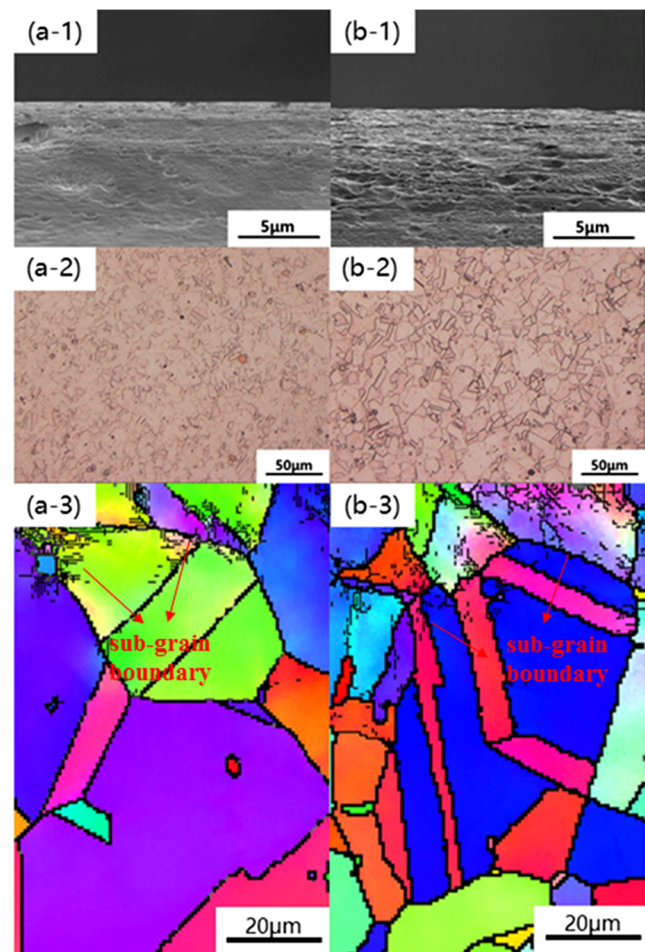 (a-1)
(b-1)
5μm
5μm
(a-2)
(b-2)
50μm
50μm
(a-3)
(b-3)
sub-grain
boundary
sub-grain
boundary
20μm
20μm